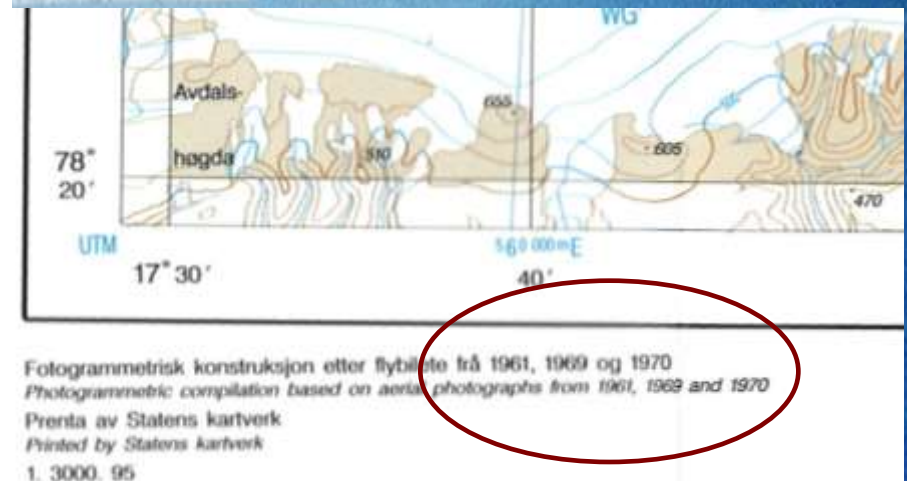 WG
Avdals-
655
høgda
510
605
78°
20′
470
UTM
560 000 mE
17° 30′
40′
Fotogrammetrisk konstruksjon etter flybilete frå 1961, 1969 og 1970
Photogrammetric compilation based on aerial photographs from 1961, 1969 and 1970
Prenta av Statens kartverk
Printed by Statens kartverk
1. 3000. 95